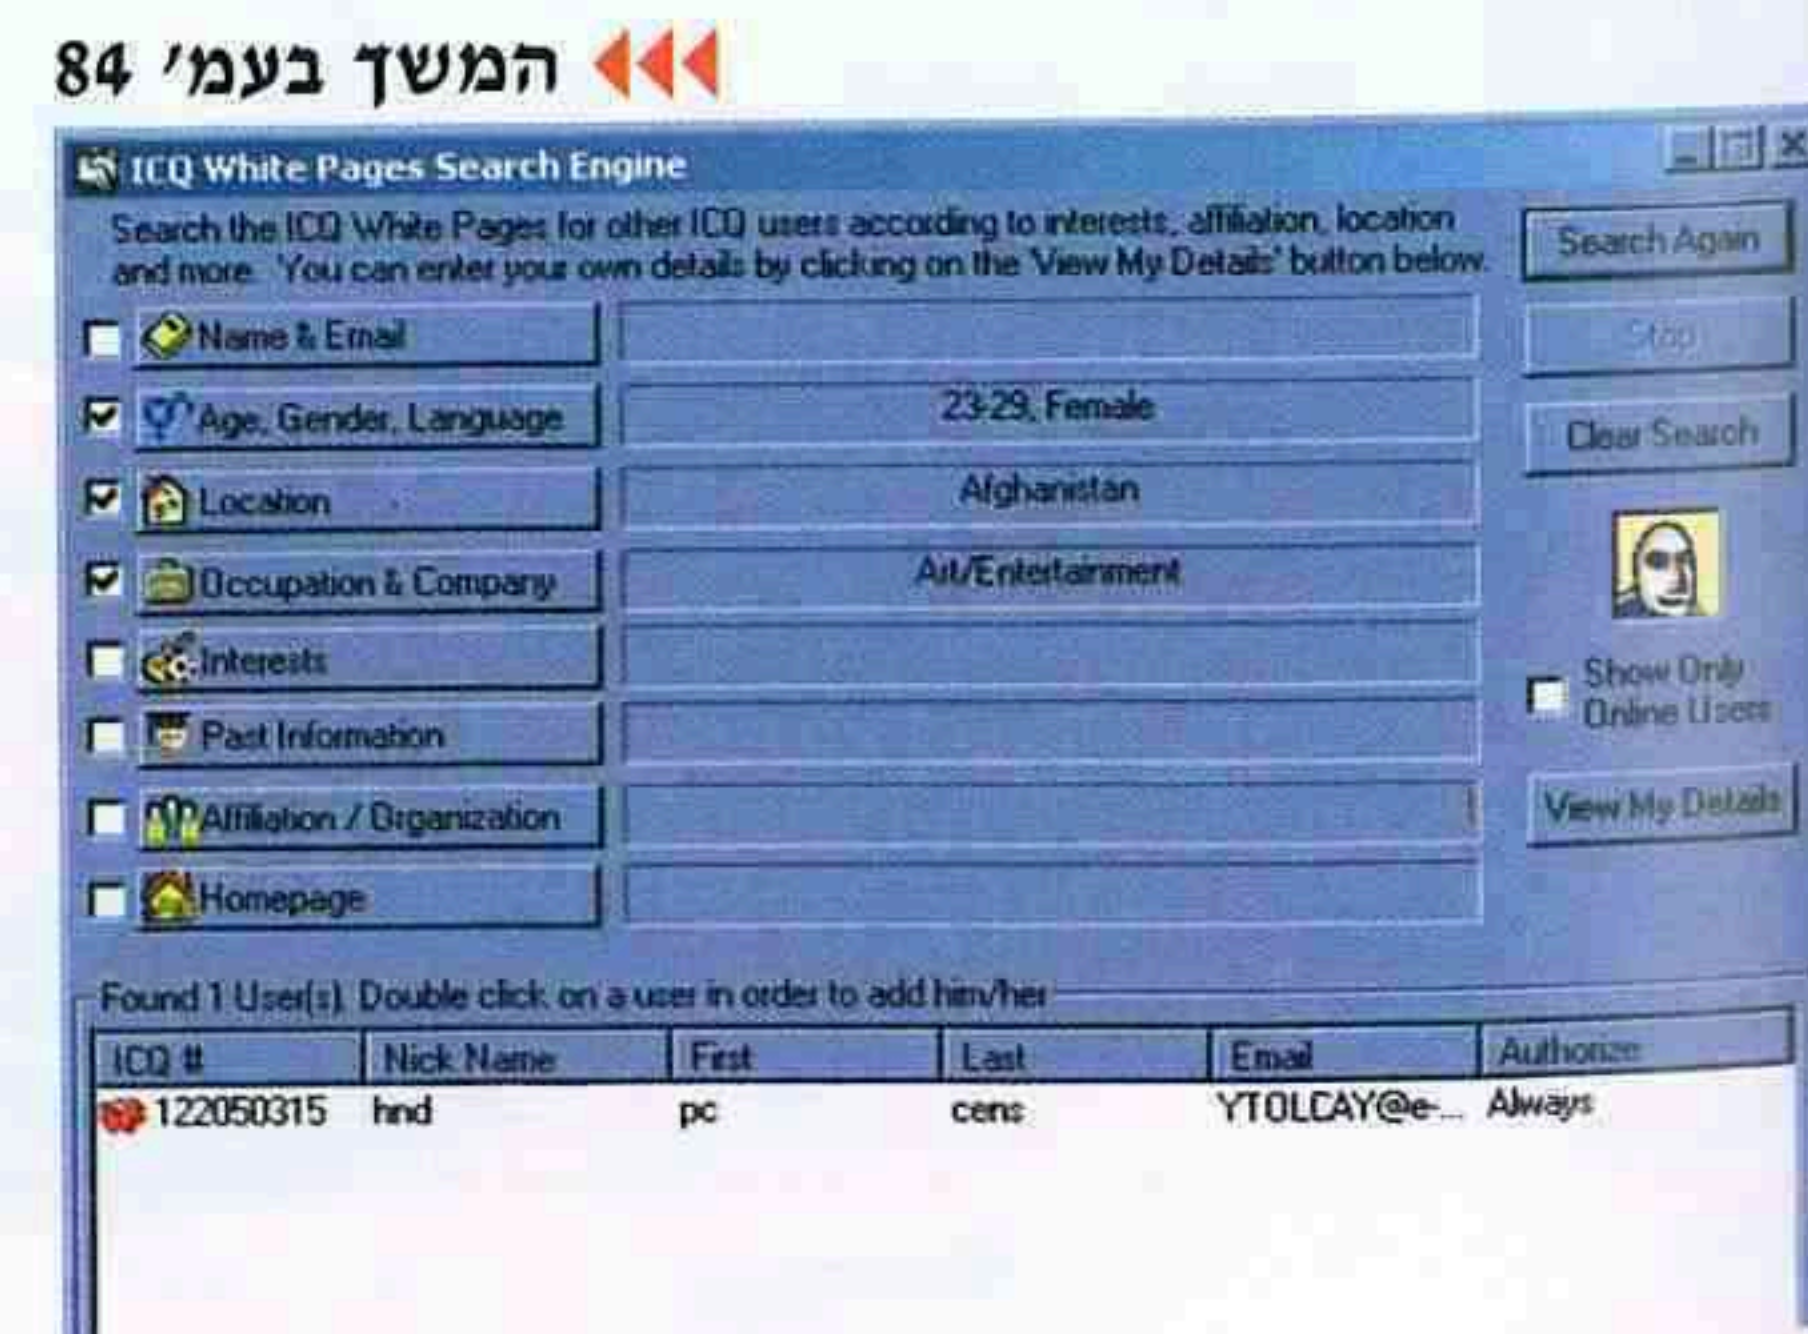 המשך בעמ' 84
ICQ White Pages Search Engine
Search the ICQ White Pages for other ICQ users according to interests, affiliation, location
and more. 'You can enter your own details by clicking on the 'View My Details' button below.
Search Again
Name & Email
Stop
Age, Gender, Language
23-29, Female
Clear Search
Location
Afghanistan
Occupation & Company
Art/Entertainment
Interests
Show Only
Online Users
Past Information
Affiliation / Organization
View My Details
Homepage
Found 1 User(s). Double click on a user in order to add him/her
ICQ # Nick Name First Last Email Authorize
122050315 hnd pc cens YTOLCAY@e-... Always